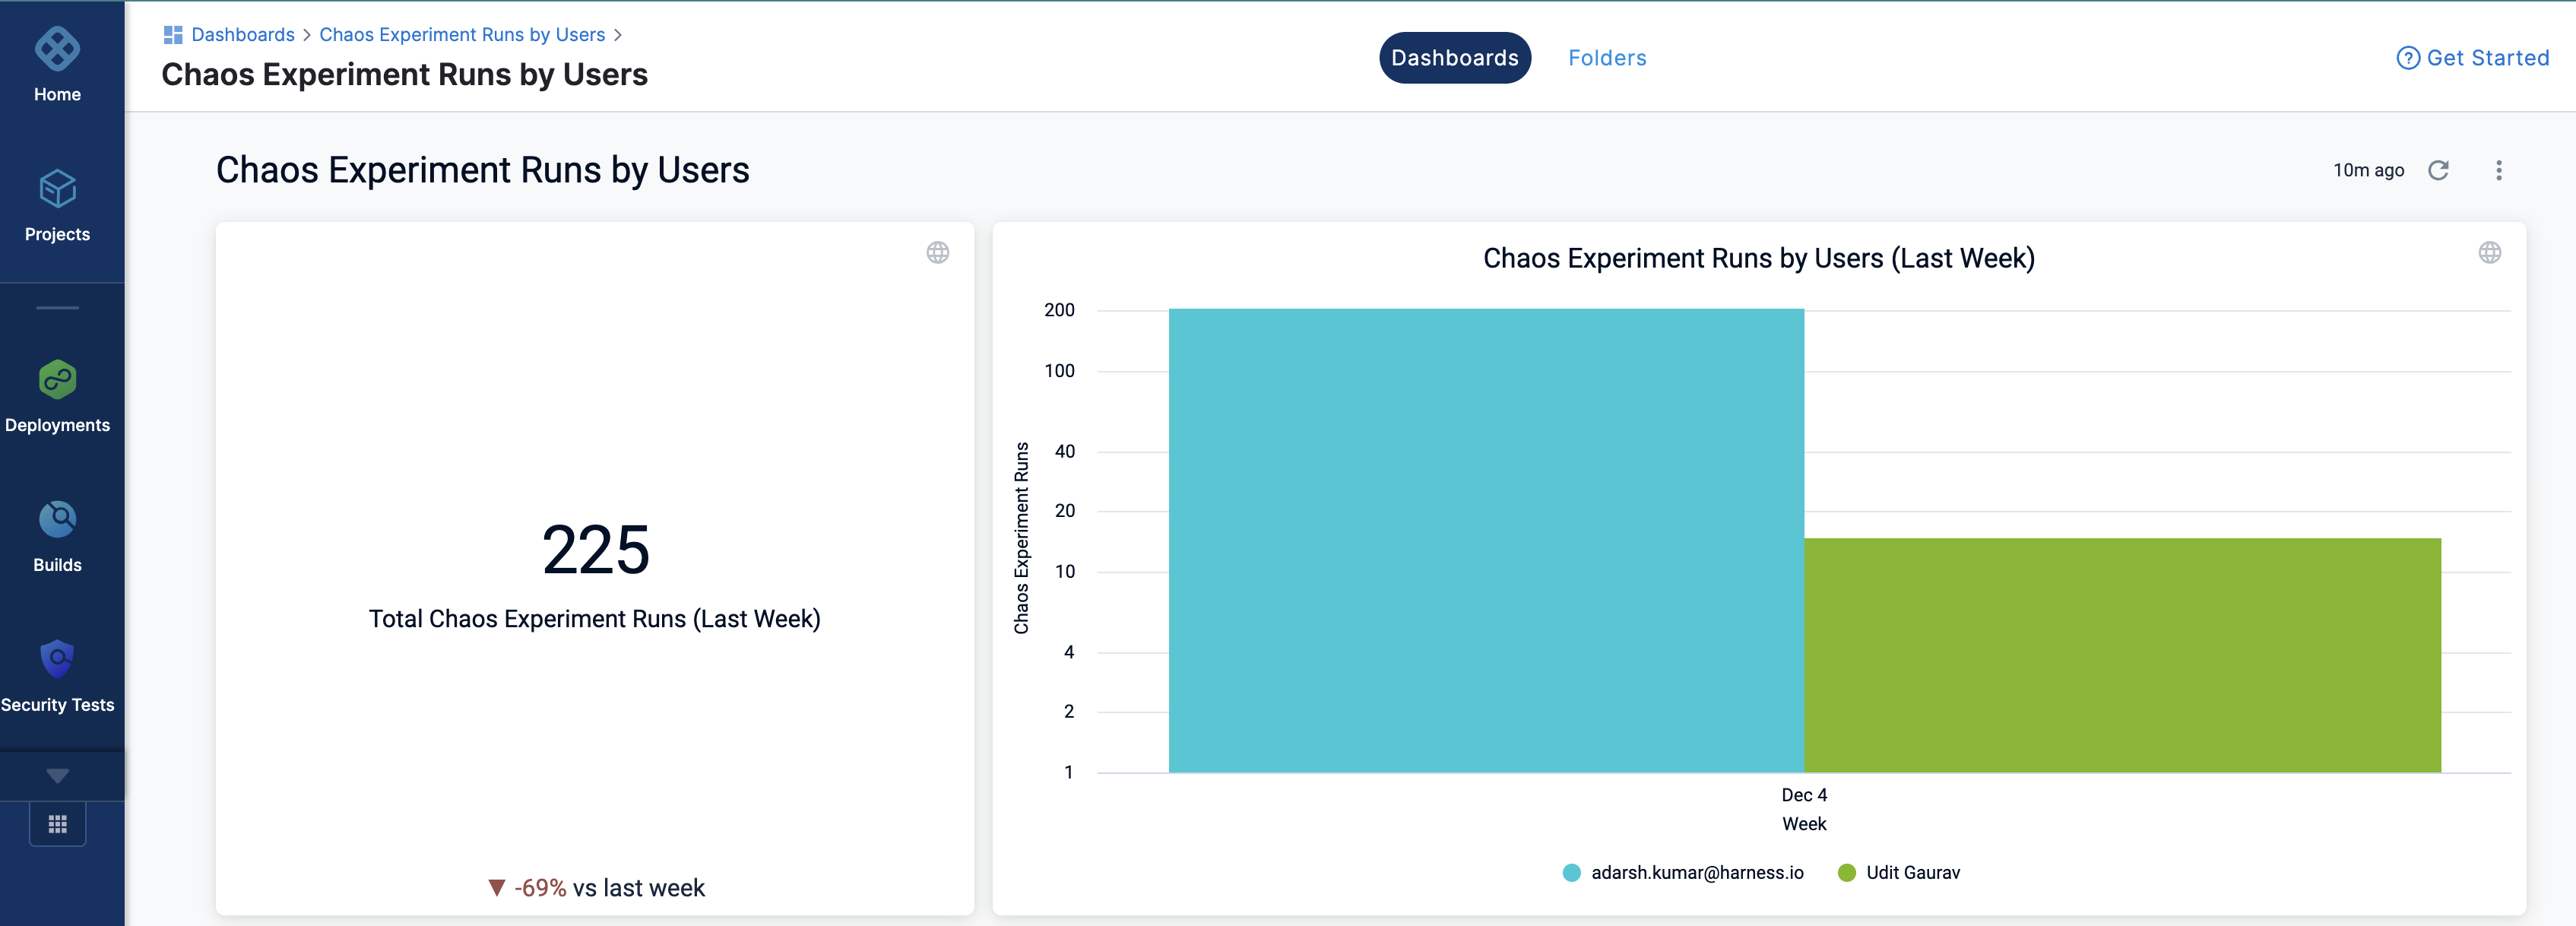 Home
Projects
Deployments
Builds
Security Tests
Dashboards > Chaos Experiment Runs by Users >
Chaos Experiment Runs by Users
Dashboards
Folders
? Get Started
Chaos Experiment Runs by Users
10m ago
225
Total Chaos Experiment Runs (Last Week)
▼ -69% vs last week
Chaos Experiment Runs by Users (Last Week)
Chaos Experiment Runs
200
100
40
20
10
4
2
1
Dec 4
Week
adarsh.kumar@harness.io
Udit Gaurav